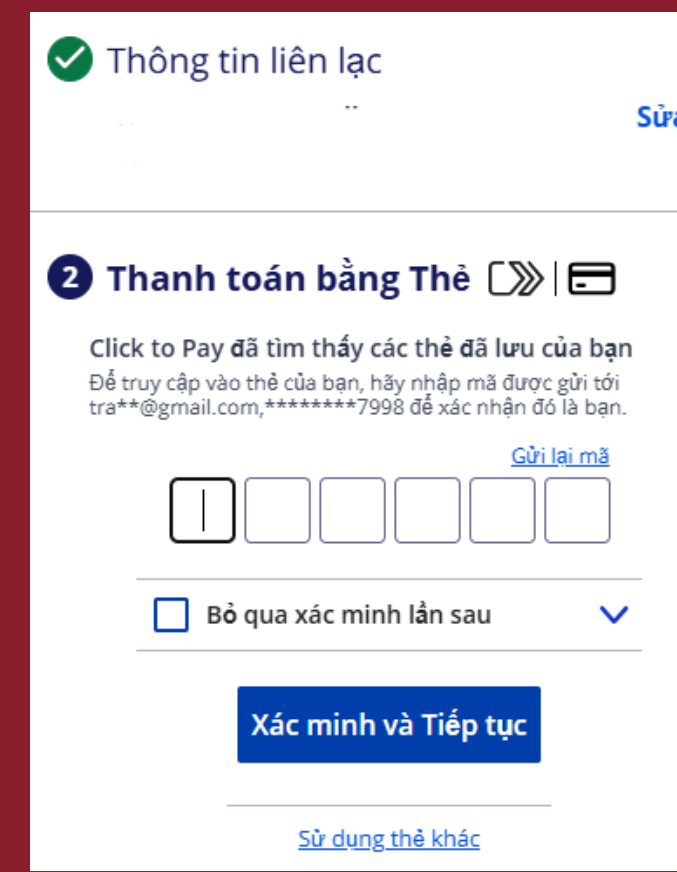 Thông tin liên lạc
2 Thanh toán bằng Thẻ
Click to Pay đã tìm thấy các thẻ đã lưu của bạn
Để truy cập vào thẻ của bạn, hãy nhập mã được gửi tới
tra**@gmail.com,********7998 để xác nhận đó là bạn.
Gửi lại mã
Bỏ qua xác minh lần sau
Xác minh và Tiếp tục
Sử dụng thẻ khác